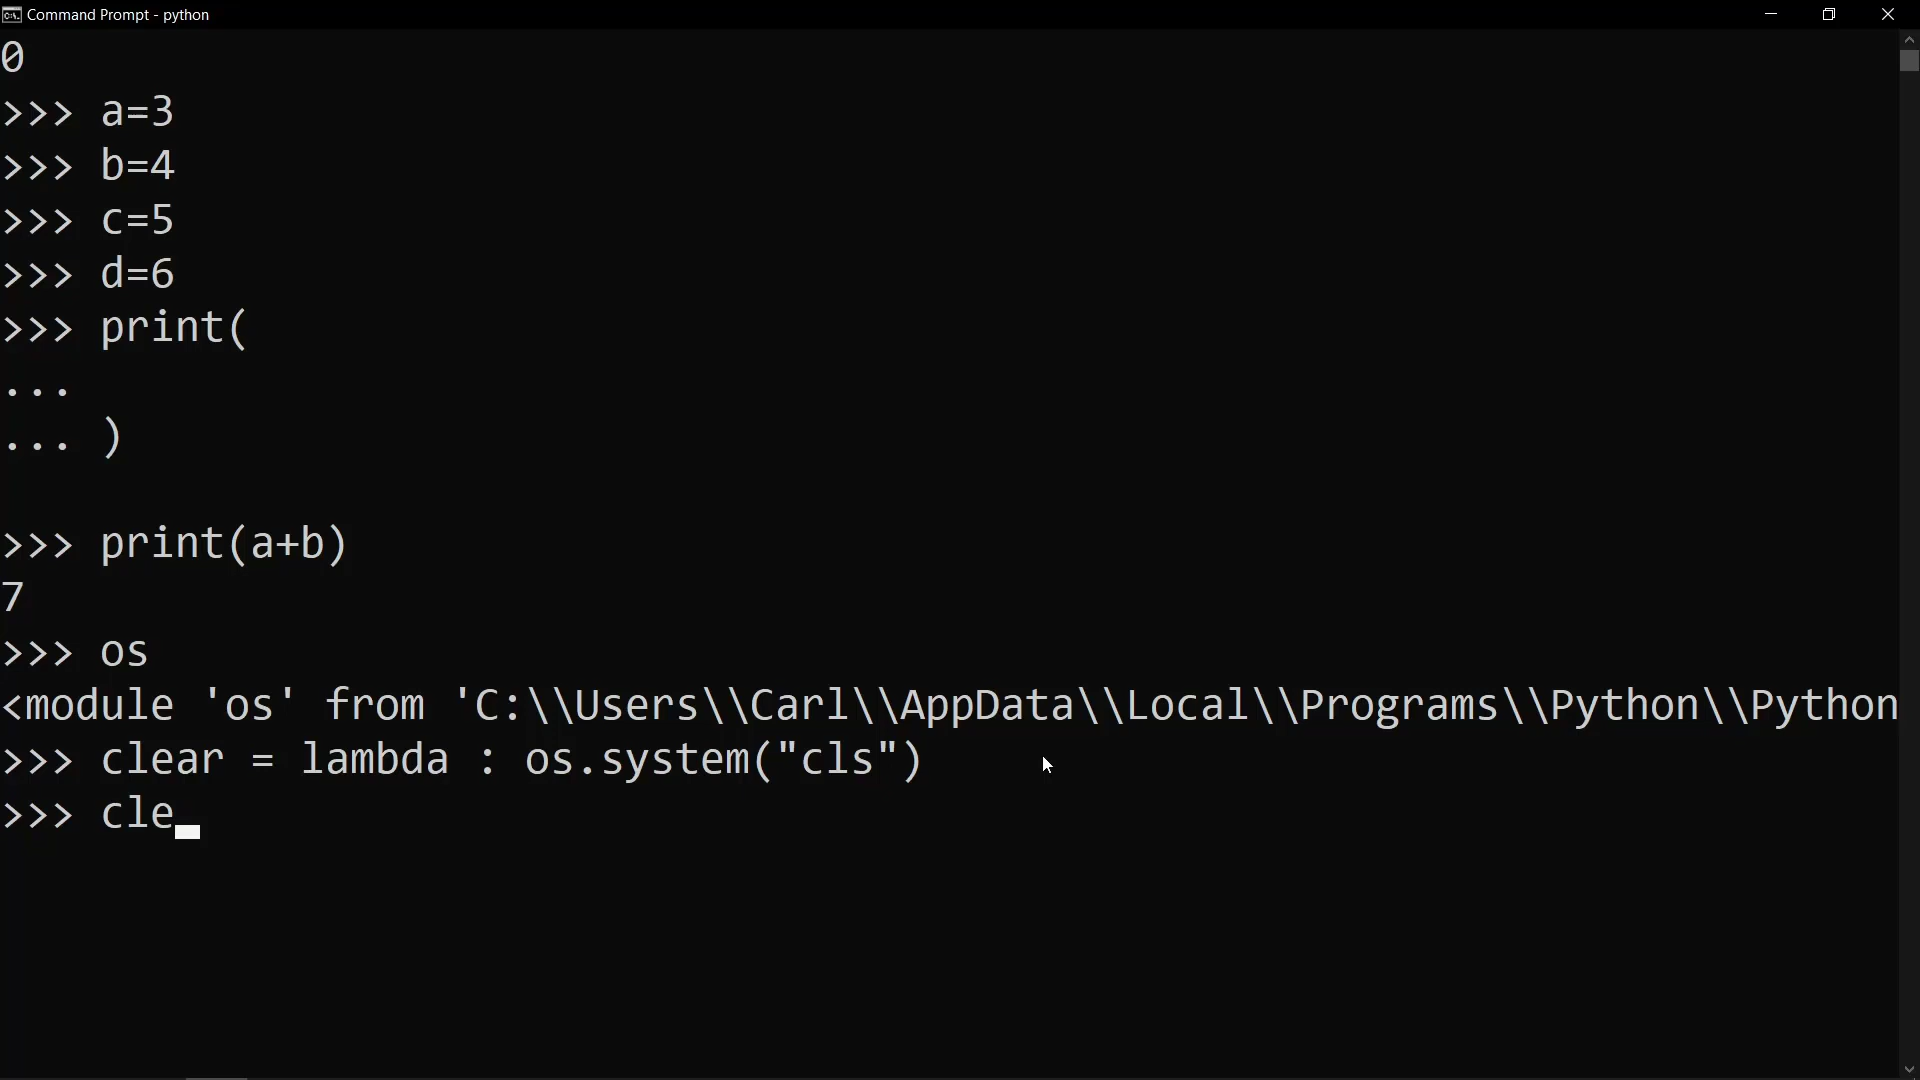 Command Prompt - python
0
>>> a=3
>>> b=4
>>> c=5
>>> d=6
>>> print(
...
... )
>>> print(a+b)
7
>>> os
<module 'os' from 'C:\\Users\\Carl\\AppData\\Local\\Programs\\Python\\Python
>>> clear = lambda : os.system("cls")
>>> cle